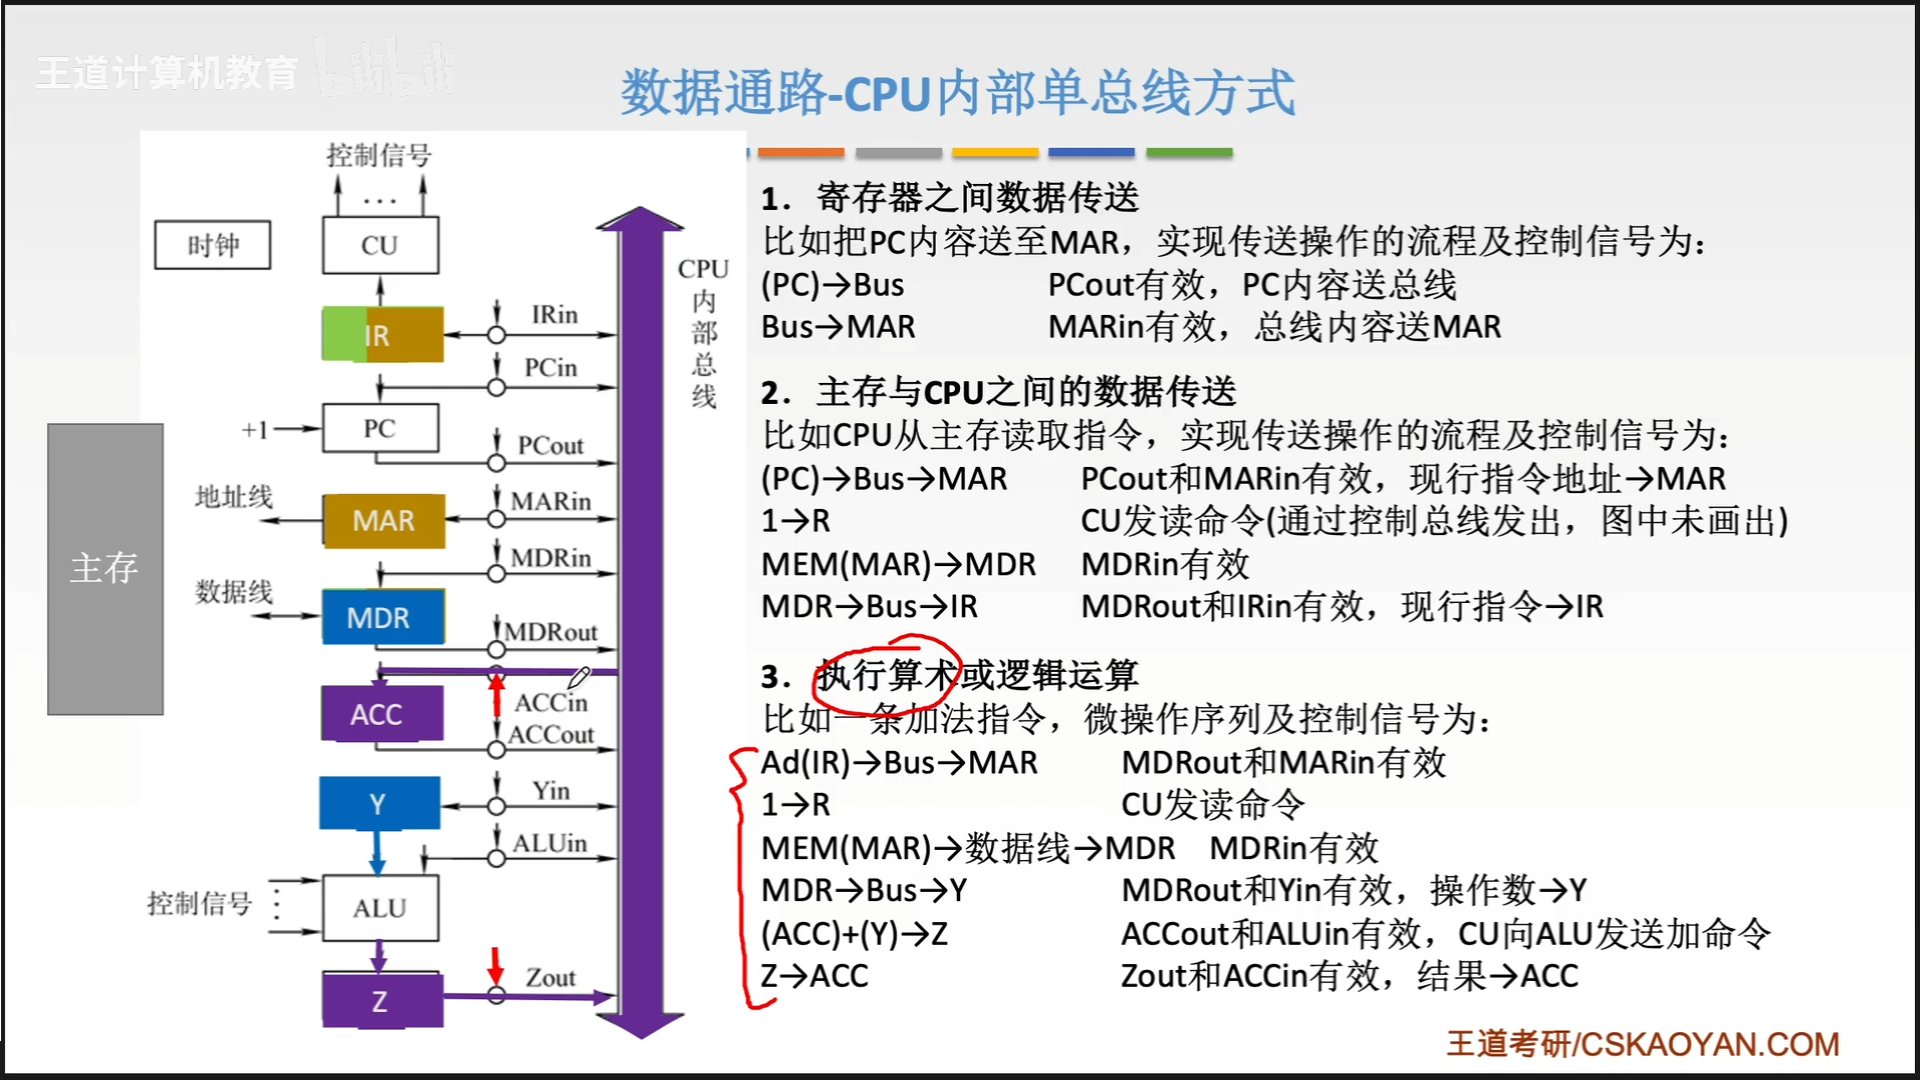 王道计算机教育 bilibili
数据通路-CPU内部单总线方式
控制信号
...
时钟
CU
CPU内部总线
IR
IRin
PCin
+1
PC
PCout
地址线
MAR
MARin
主存
MDRin
数据线
MDR
MDRout
ACC
ACCin
ACCout
Y
Yin
ALUin
控制信号
ALU
Z
Zout
1. 寄存器之间数据传送
比如把PC内容送至MAR，实现传送操作的流程及控制信号为：
(PC)→Bus PCout有效，PC内容送总线
Bus→MAR MARin有效，总线内容送MAR
2. 主存与CPU之间的数据传送
比如CPU从主存读取指令，实现传送操作的流程及控制信号为：
(PC)→Bus→MAR PCout和MARin有效，现行指令地址→MAR
1→R CU发读命令(通过控制总线发出，图中未画出)
MEM(MAR)→MDR MDRin有效
MDR→Bus→IR MDRout和IRin有效，现行指令→IR
3. 执行算术或逻辑运算
比如一条加法指令，微操作序列及控制信号为：
Ad(IR)→Bus→MAR MDRout和MARin有效
1→R CU发读命令
MEM(MAR)→数据线→MDR MDRin有效
MDR→Bus→Y MDRout和Yin有效，操作数→Y
(ACC)+(Y)→Z ACCout和ALUin有效，CU向ALU发送加命令
Z→ACC Zout和ACCin有效，结果→ACC
王道考研/CSKAOYAN.COM